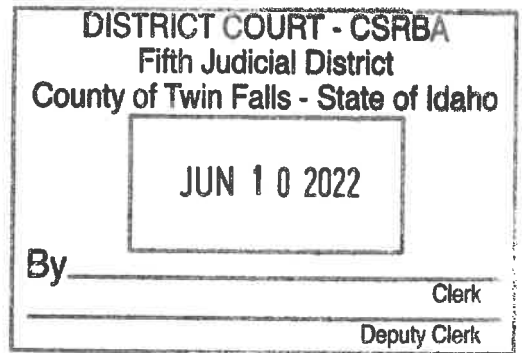 DISTRICT COURT - CSRBA
Fifth Judicial District
County of Twin Falls - State of Idaho
JUN 10 2022
By
Clerk
Deputy Clerk